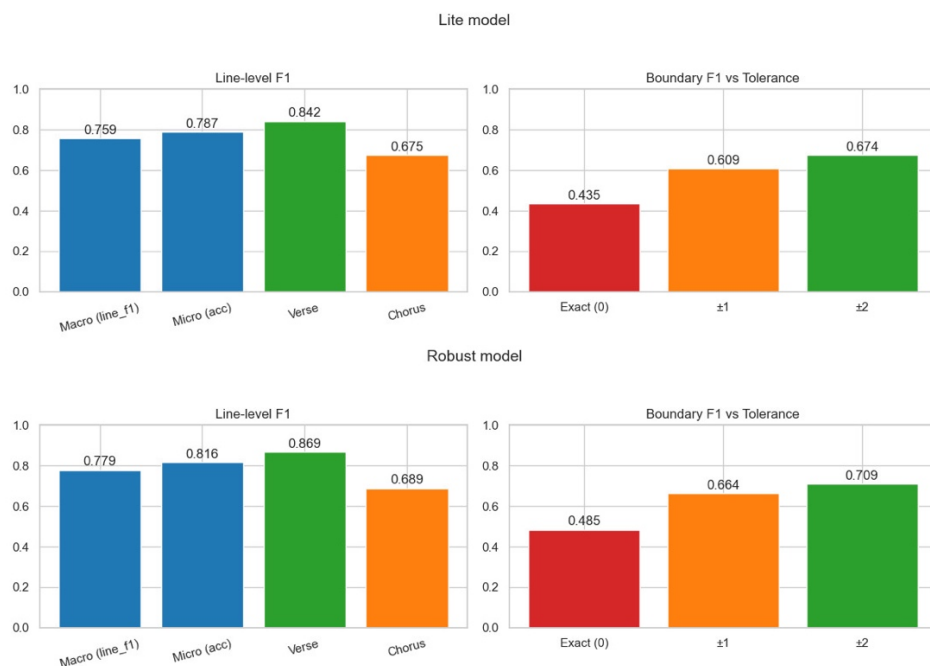 Lite model
Line-level F1
1.0
0.8
0.6
0.4
0.2
0.0
0.759
0.787
0.842
0.675
Macro (line_f1)
Micro (acc)
Verse
Chorus
Boundary F1 vs Tolerance
1.0
0.8
0.6
0.4
0.2
0.0
0.435
0.609
0.674
Exact (0)
±1
±2
Robust model
Line-level F1
1.0
0.8
0.6
0.4
0.2
0.0
0.779
0.816
0.869
0.689
Macro (line_f1)
Micro (acc)
Verse
Chorus
Boundary F1 vs Tolerance
1.0
0.8
0.6
0.4
0.2
0.0
0.485
0.664
0.709
Exact (0)
±1
±2